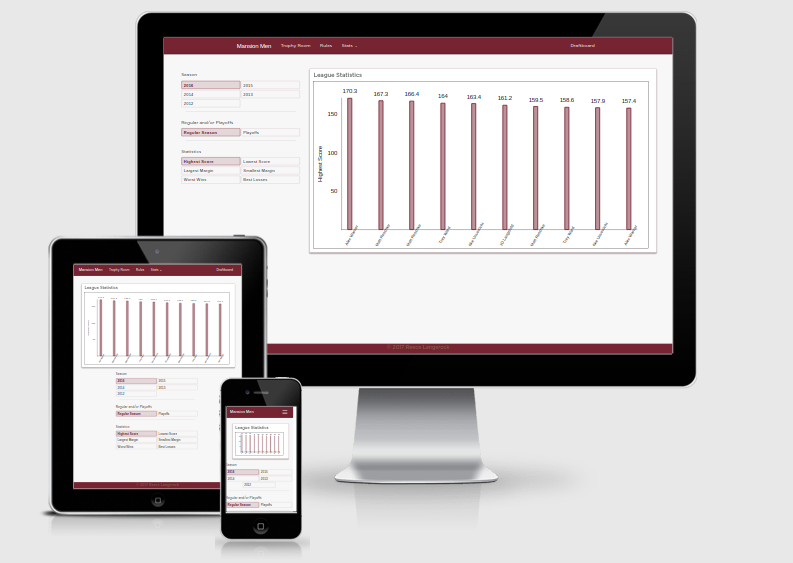 Mansion Men Trophy Room Rules Stats Dashboard
Season
2016 2015
2014 2013
2012
Regular and/or Playoffs
Regular Season Playoffs
Statistics
Highest Score Lowest Score
Largest Margin Smallest Margin
Worst Wins Best Losses
League Statistics
170.3 167.3 166.4 164 163.4 161.2 159.5 158.6 157.9 157.4
150
100
50
Highest Score
© 2017 Reece Langerock
Mansion Men Trophy Room Rules Stats Dashboard
League Statistics
Season
2016 2015
2014 2013
2012
Regular and/or Playoffs
Regular Season Playoffs
Statistics
Highest Score Lowest Score
Largest Margin Smallest Margin
Worst Wins Best Losses
Mansion Men
League Statistics
Season
2016 2015
2014 2013
2012
Regular and/or Playoffs
Regular Season Playoffs